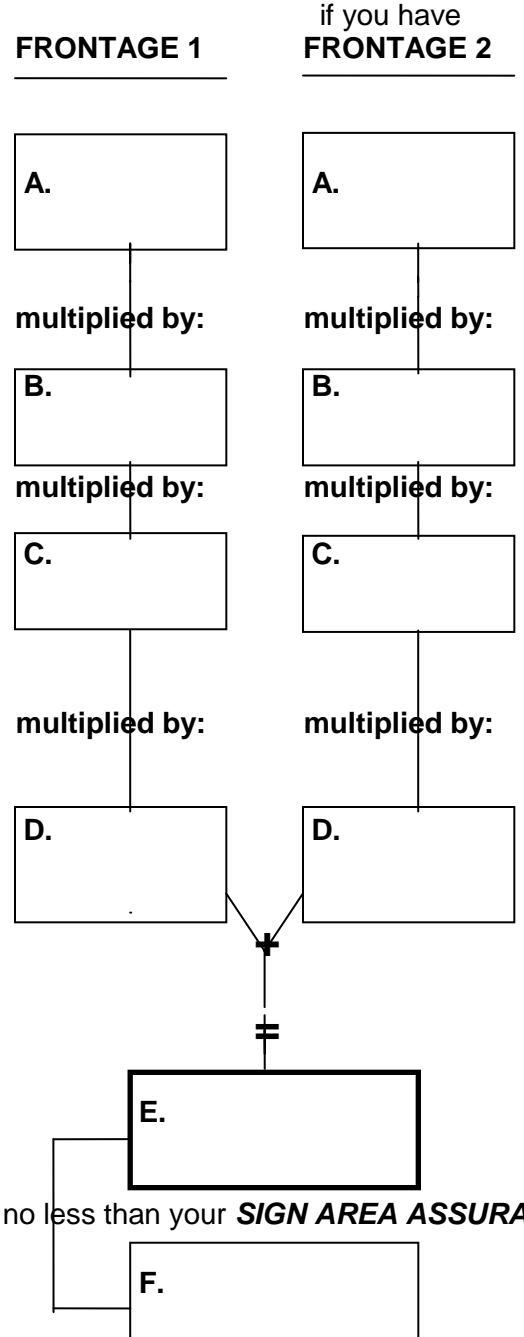 if you have
FRONTAGE 1 FRONTAGE 2
A. A.
multiplied by: multiplied by:
B. B.
multiplied by: multiplied by:
C. C.
multiplied by: multiplied by:
D. D.
+
=
E.
no less than your SIGN AREA ASSURA
F.